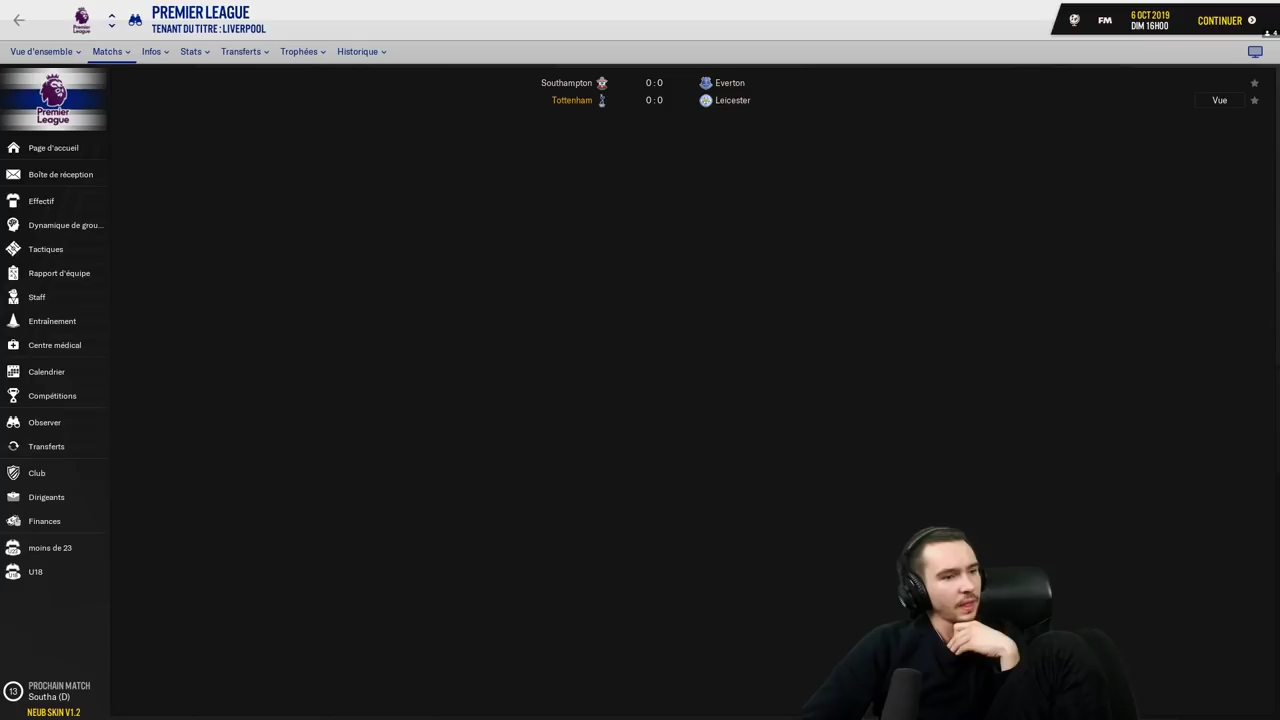 PREMIER LEAGUE
TENANT DU TITRE : LIVERPOOL
FM
6 OCT 2019
DIM 16H00
CONTINUER
4
Vue d'ensemble
Matchs
Infos
Stats
Transferts
Trophées
Historique
Premier
League
Southampton 0 : 0 Everton
Tottenham 0 : 0 Leicester Vue
Page d'accueil
Boîte de réception
Effectif
Dynamique de grou...
Tactiques
Rapport d'équipe
Staff
Entraînement
Centre médical
Calendrier
Compétitions
Observer
Transferts
Club
Dirigeants
Finances
moins de 23
U18
13
PROCHAIN MATCH
Southa (D)
NEUB SKIN V1.2